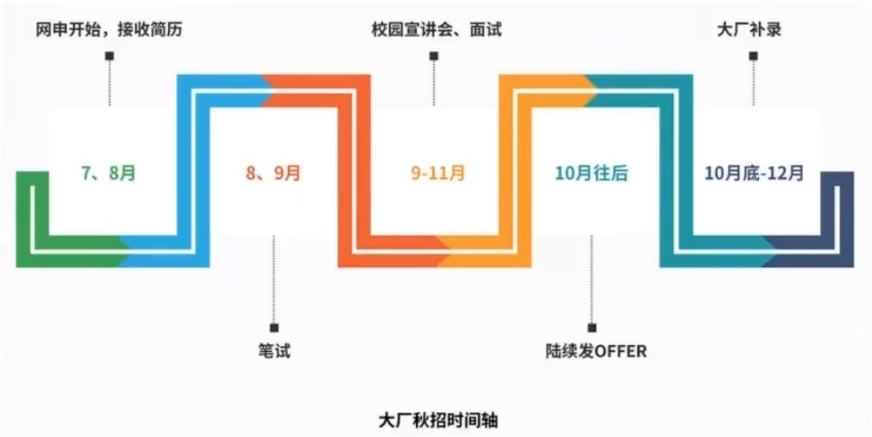 网申开始，接收简历
校园宣讲会、面试
大厂补录
7、8月
8、9月
9-11月
10月往后
10月底-12月
笔试
陆续发OFFER
大厂秋招时间轴